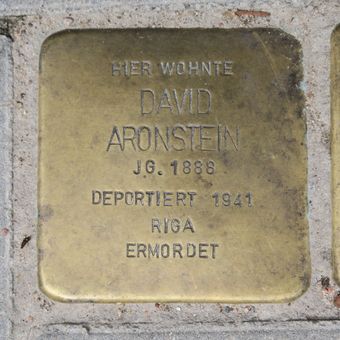 HIER WOHNTE
DAVID
ARONSTEIN
JG. 1888
DEPORTIERT 1941
RIGA
ERMORDET